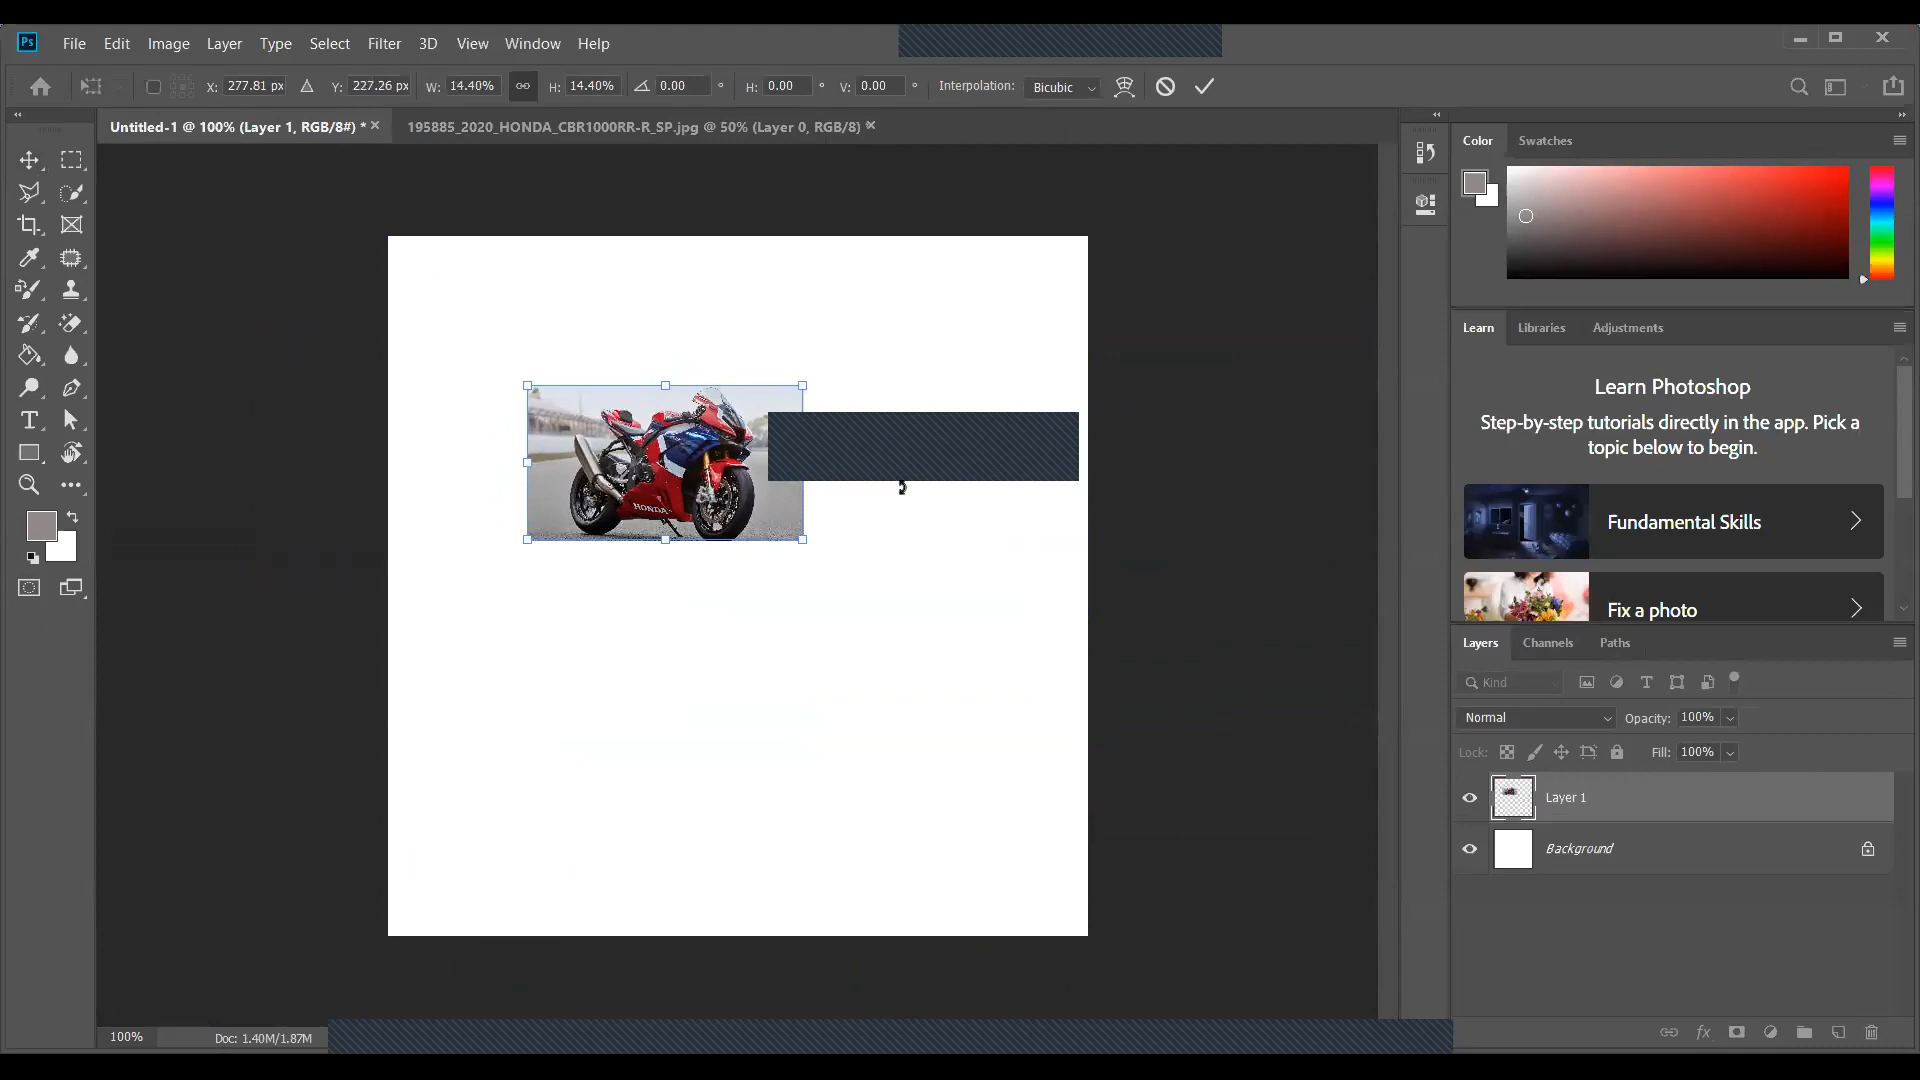 Ps File Edit Image Layer Type Select Filter 3D View Window Help
X: 277.81 px Y: 227.26 px W: 14.40% H: 14.40% 0.00 ° H: 0.00 ° V: 0.00 ° Interpolation: Bicubic
Untitled-1 @ 100% (Layer 1, RGB/8#) * × 195885_2020_HONDA_CBR1000RR-R_SP.jpg @ 50% (Layer 0, RGB/8) ×
Color Swatches
Learn Libraries Adjustments
Learn Photoshop
Step-by-step tutorials directly in the app. Pick a
topic below to begin.
Fundamental Skills
Fix a photo
HONDA
Layers Channels Paths
Kind
Normal Opacity: 100%
Lock: Fill: 100%
Layer 1
Background
100% Doc: 1.40M/1.87M